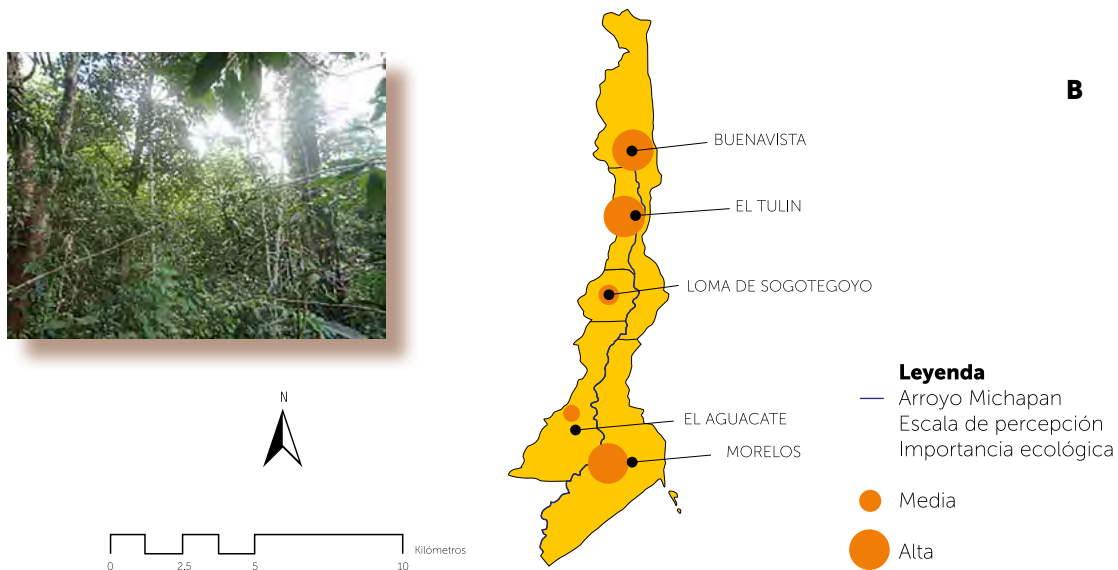 B
BUENAVISTA
EL TULIN
LOMA DE SOGOTEGOYO
EL AGUACATE
MORELOS
Leyenda
Arroyo Michapan
Escala de percepción
Importancia ecológica
Media
Alta
N
Kilómetros
0 2.5 5 10